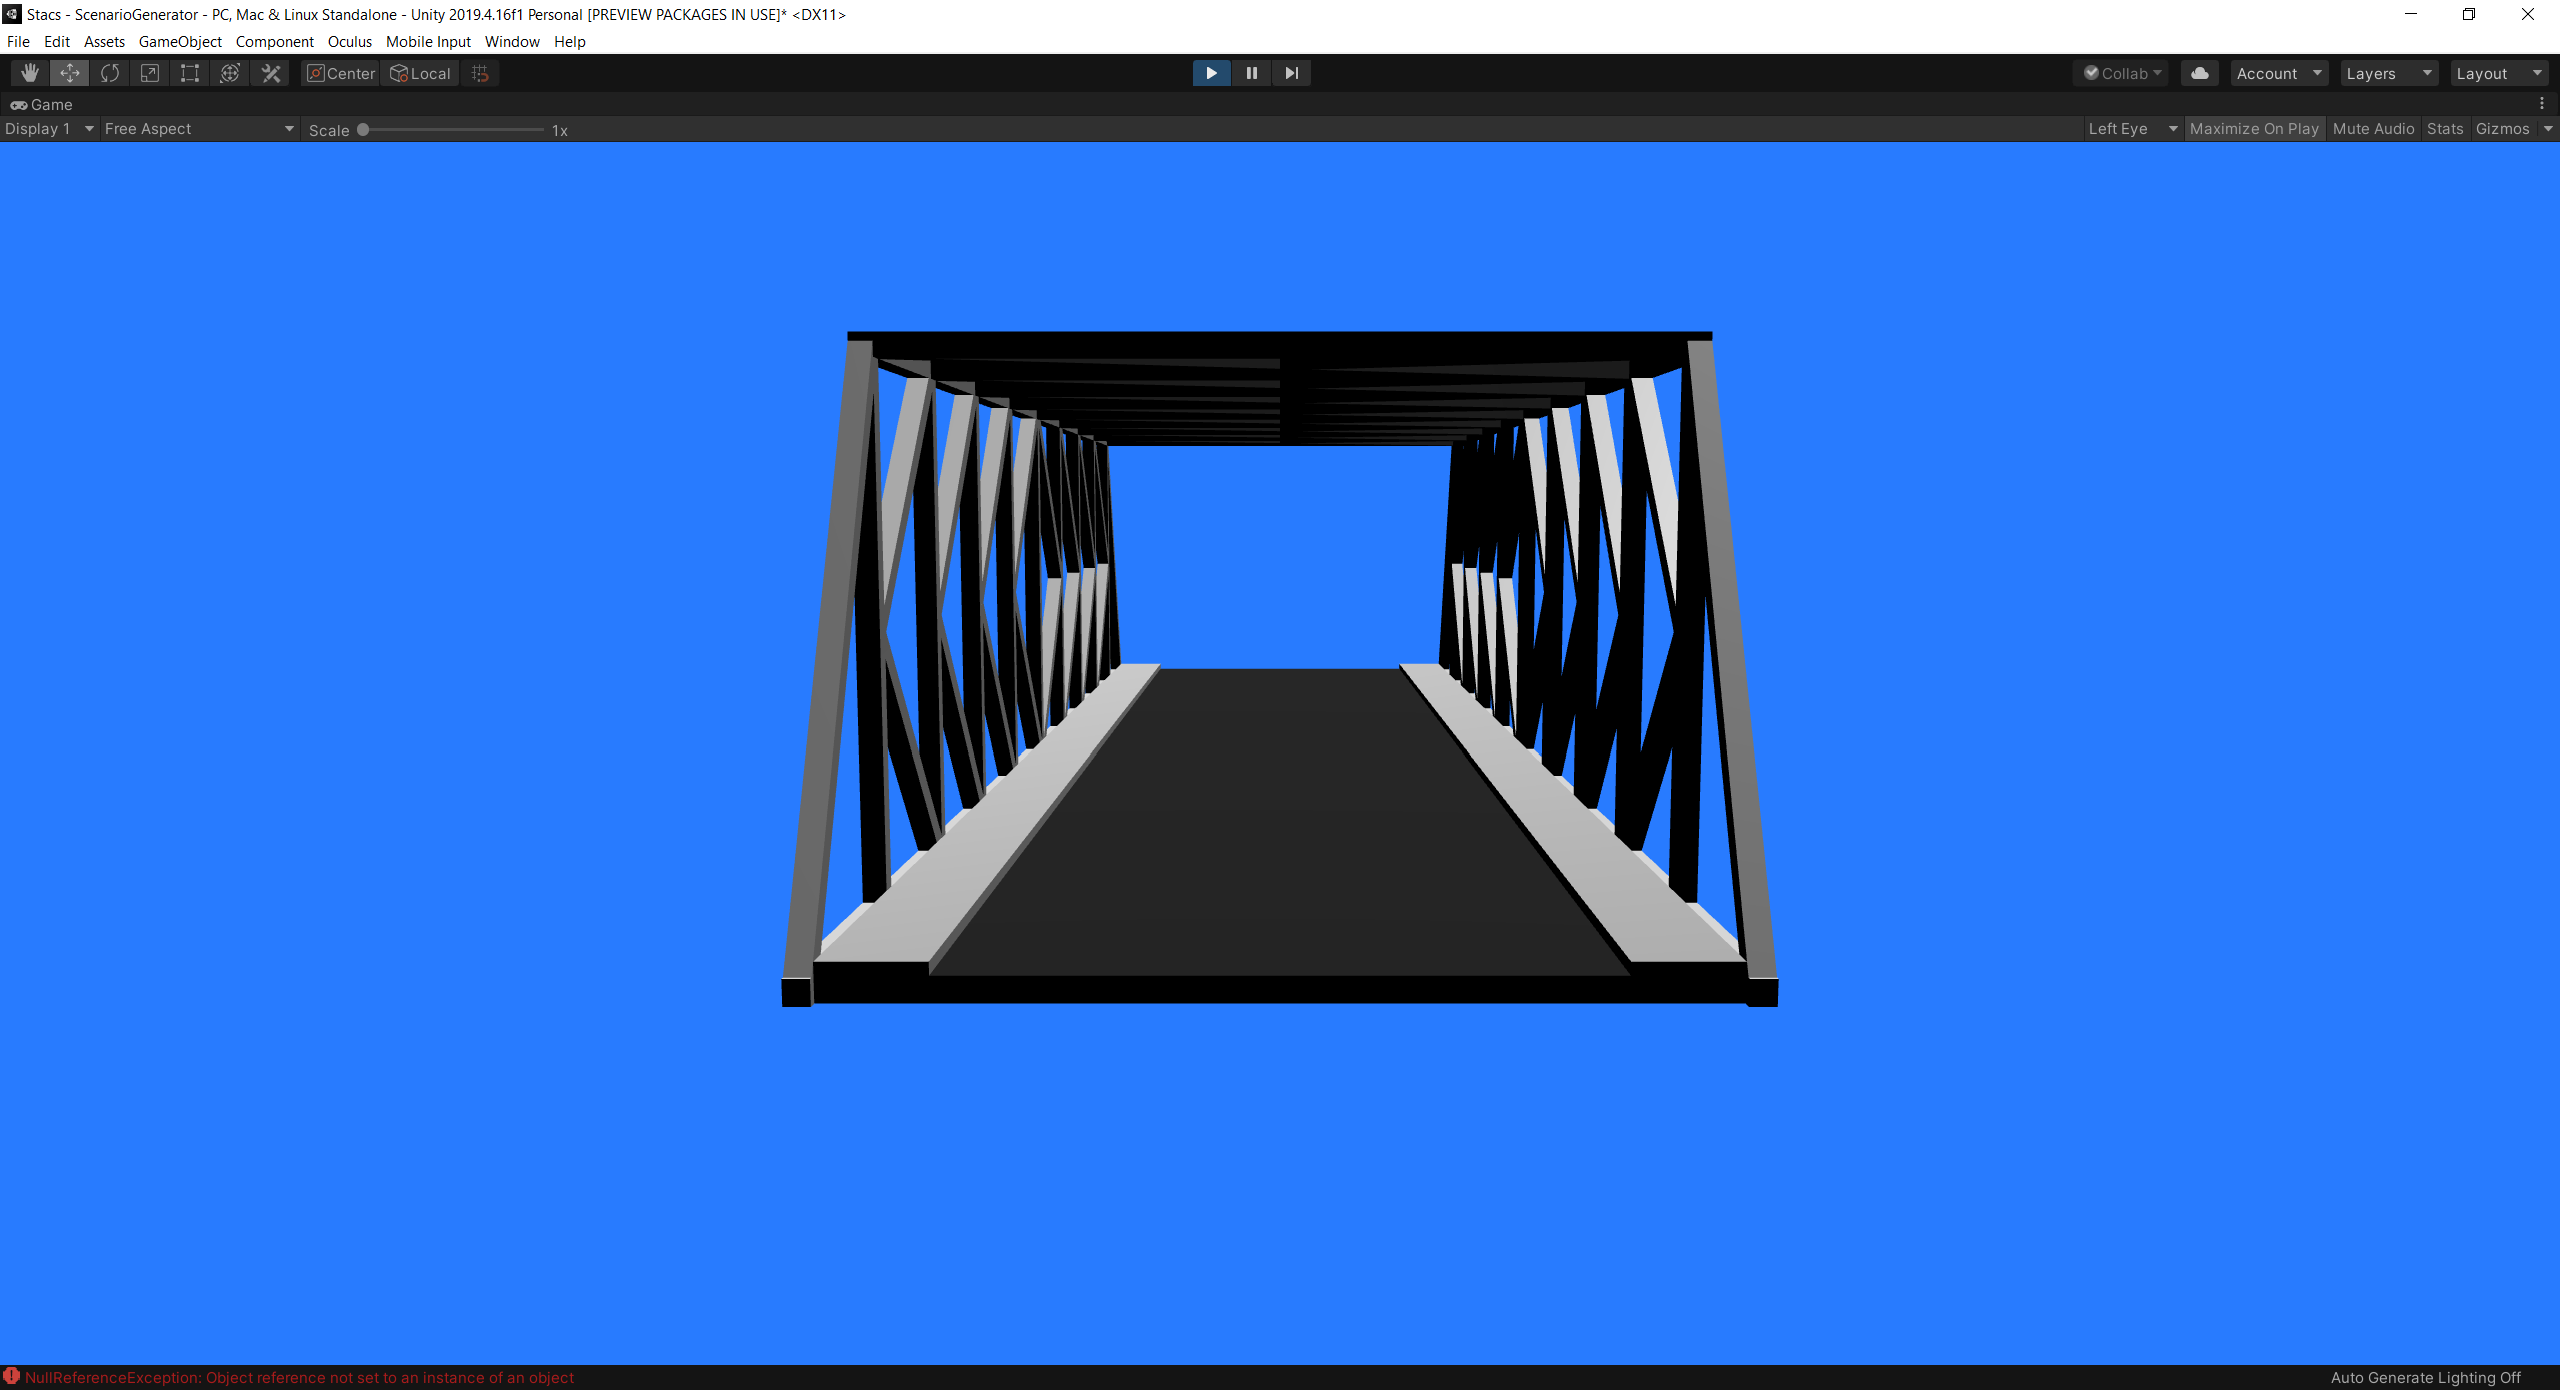 Stacs - ScenarioGenerator - PC, Mac & Linux Standalone - Unity 2019.4.16f1 Personal [PREVIEW PACKAGES IN USE]* <DX11>
File Edit Assets GameObject Component Oculus Mobile Input Window Help
Center Local Collab Account Layers Layout
Game
Display 1 Free Aspect Scale 1x Left Eye Maximize On Play Mute Audio Stats Gizmos
NullReferenceException: Object reference not set to an instance of an object Auto Generate Lighting Off